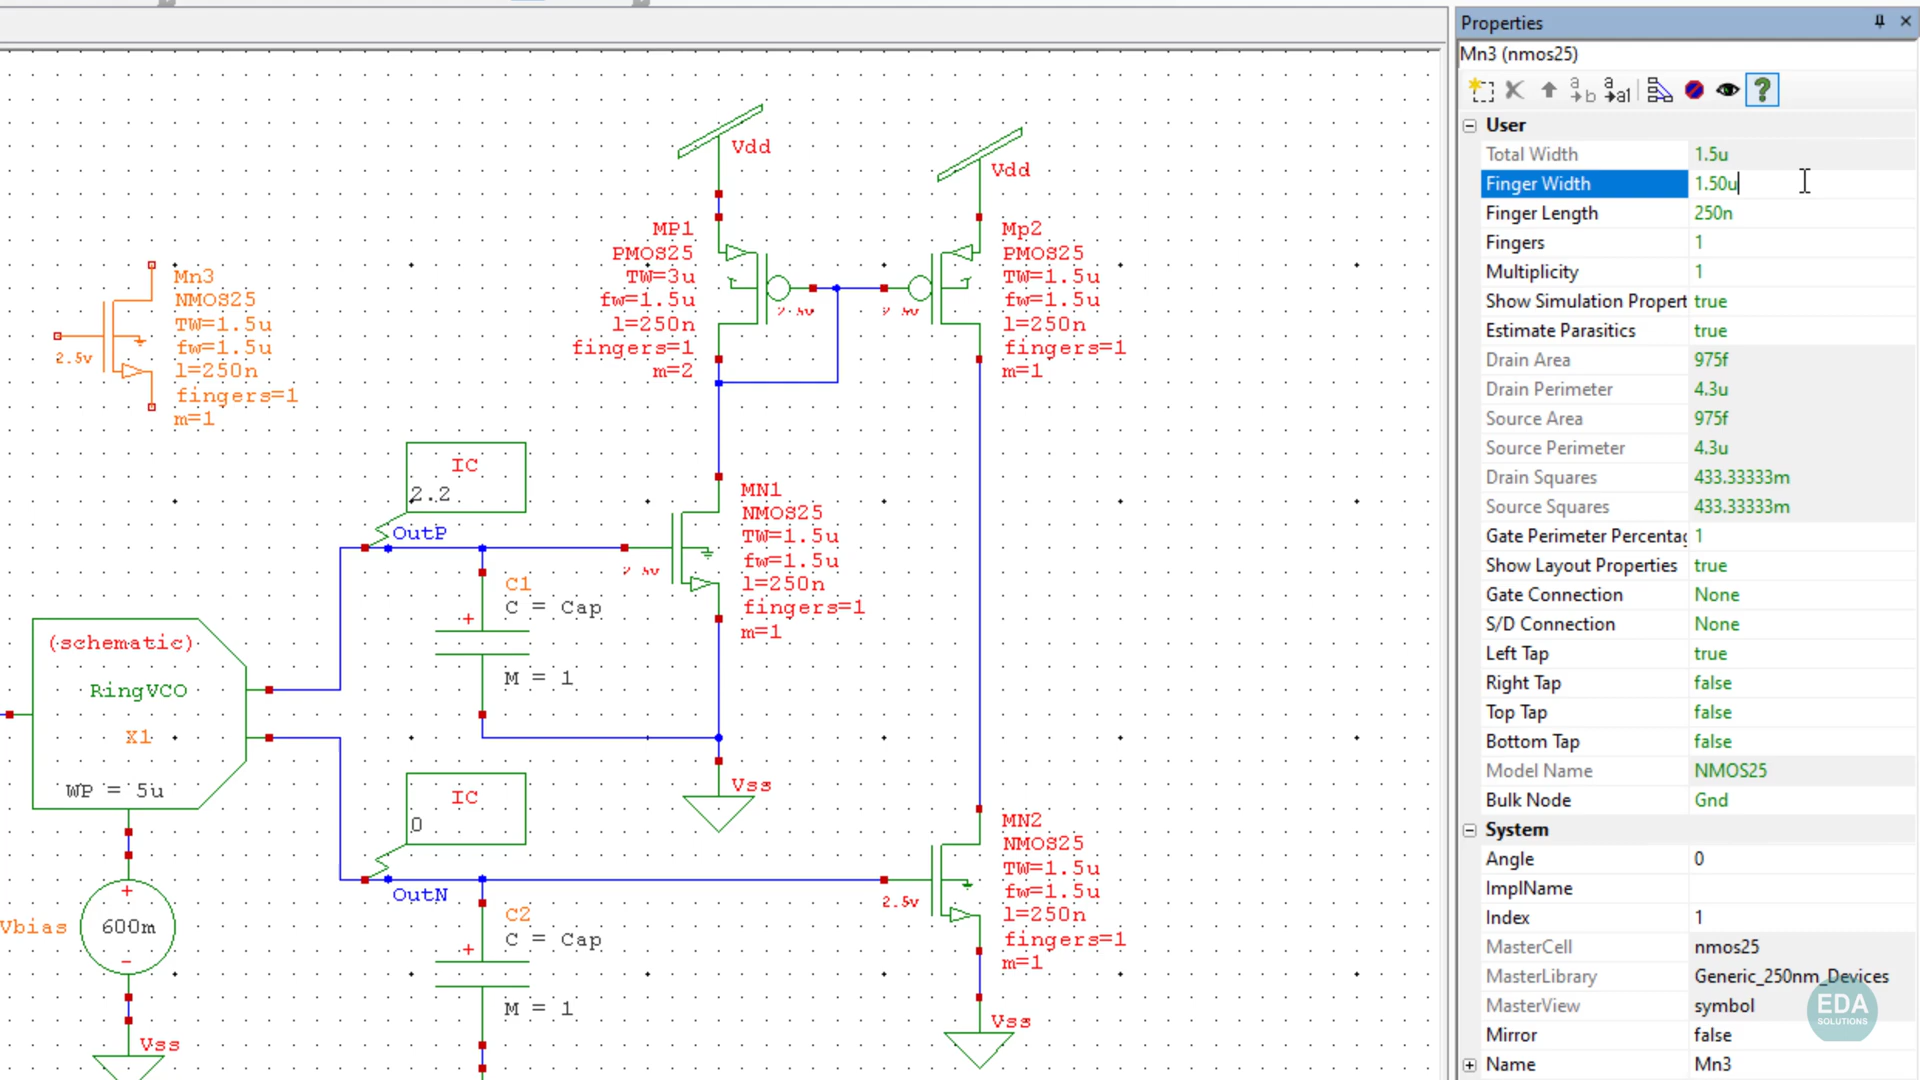 Vdd
Vdd
MP1
PMOS25
TW=3u
fw=1.5u
l=250n
fingers=1
m=2
2.5v
2.5v
Mp2
PMOS25
TW=1.5u
fw=1.5u
l=250n
fingers=1
m=1
Mn3
NMOS25
TW=1.5u
fw=1.5u
l=250n
fingers=1
m=1
2.5v
IC
2.2
OutP
MN1
NMOS25
TW=1.5u
fw=1.5u
l=250n
fingers=1
m=1
2.5v
C1
C = Cap
+
M = 1
(schematic)
RingVCO
X1
WP = 5u
Vss
IC
0
OutN
MN2
NMOS25
TW=1.5u
fw=1.5u
l=250n
fingers=1
m=1
2.5v
C2
C = Cap
+
M = 1
Vbias
+
600m
-
Vss
Vss
Properties
Mn3 (nmos25)
User
Total Width 1.5u
Finger Width 1.50u
Finger Length 250n
Fingers 1
Multiplicity 1
Show Simulation Propert true
Estimate Parasitics true
Drain Area 975f
Drain Perimeter 4.3u
Source Area 975f
Source Perimeter 4.3u
Drain Squares 433.33333m
Source Squares 433.33333m
Gate Perimeter Percentag 1
Show Layout Properties true
Gate Connection None
S/D Connection None
Left Tap true
Right Tap false
Top Tap false
Bottom Tap false
Model Name NMOS25
Bulk Node Gnd
System
Angle 0
ImplName
Index 1
MasterCell nmos25
MasterLibrary Generic_250nm_Devices
MasterView symbol
Mirror false
Name Mn3
EDA
SOLUTIONS